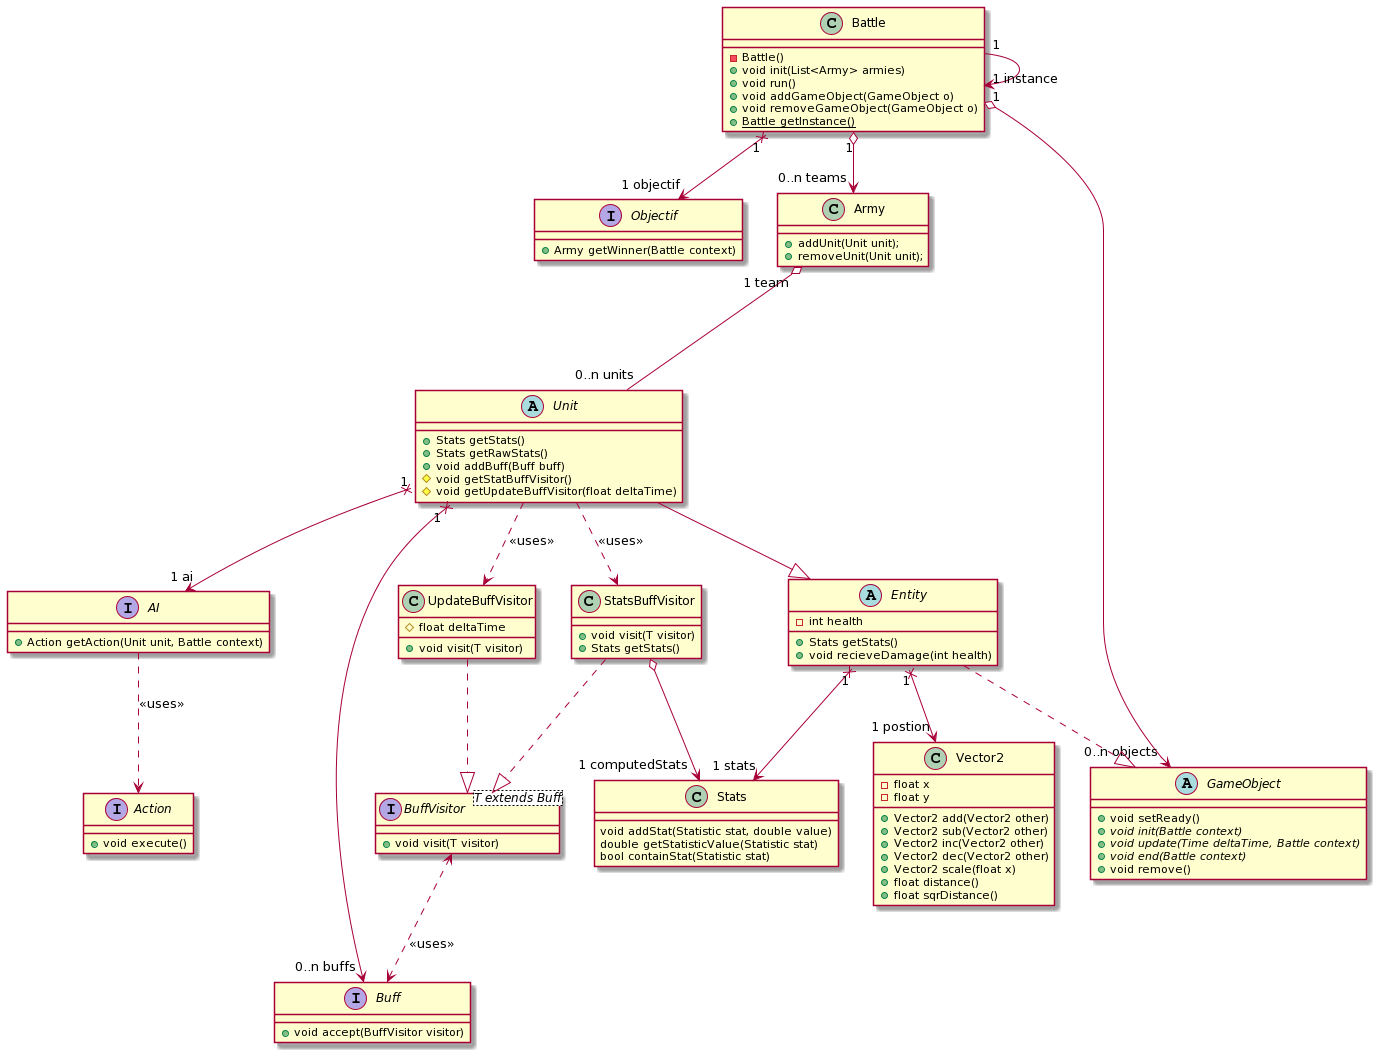 C Battle
Battle()
void init(List<Army> armies)
void run()
void addGameObject(GameObject o)
void removeGameObject(GameObject o)
Battle getInstance()
1
1 instance
1
1
1
1 objectif
0..n teams
I Objectif
Army getWinner(Battle context)
C Army
addUnit(Unit unit);
removeUnit(Unit unit);
1 team
0..n units
A Unit
Stats getStats()
Stats getRawStats()
void addBuff(Buff buff)
void getStatBuffVisitor()
void getUpdateBuffVisitor(float deltaTime)
1
1
«uses»
«uses»
1 ai
I AI
Action getAction(Unit unit, Battle context)
C UpdateBuffVisitor
float deltaTime
void visit(T visitor)
C StatsBuffVisitor
void visit(T visitor)
Stats getStats()
A Entity
int health
Stats getStats()
void recieveDamage(int health)
1
1
«uses»
1 postion
0..n objects
1 computedStats
1 stats
I Action
void execute()
I BuffVisitor
T extends Buff
void visit(T visitor)
C Stats
void addStat(Statistic stat, double value)
double getStatisticValue(Statistic stat)
bool containStat(Statistic stat)
C Vector2
float x
float y
Vector2 add(Vector2 other)
Vector2 sub(Vector2 other)
Vector2 inc(Vector2 other)
Vector2 dec(Vector2 other)
Vector2 scale(float x)
float distance()
float sqrDistance()
A GameObject
void setReady()
void init(Battle context)
void update(Time deltaTime, Battle context)
void end(Battle context)
void remove()
«uses»
0..n buffs
I Buff
void accept(BuffVisitor visitor)